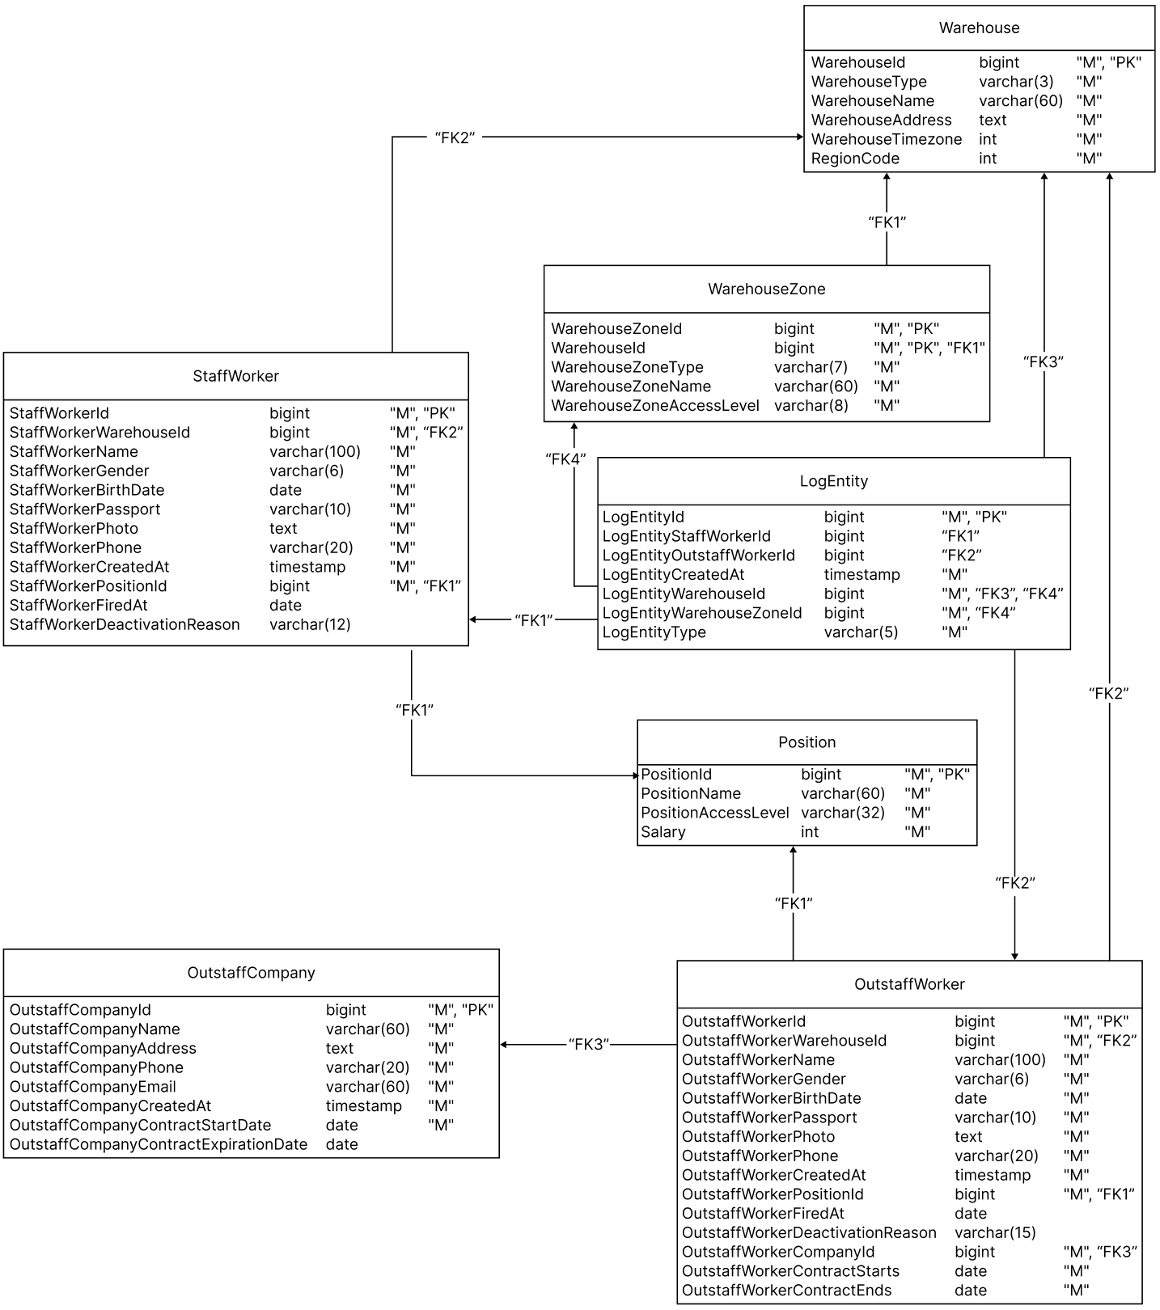 Warehouse
WarehouseId bigint "M", "PK"
WarehouseType varchar(3) "M"
WarehouseName varchar(60) "M"
WarehouseAddress text "M"
WarehouseTimezone int "M"
RegionCode int "M"
“FK2”
“FK1”
WarehouseZone
WarehouseZoneId bigint "M", "PK"
WarehouseId bigint "M", "PK", "FK1"
WarehouseZoneType varchar(7) "M"
WarehouseZoneName varchar(60) "M"
WarehouseZoneAccessLevel varchar(8) "M"
“FK3”
StaffWorker
StaffWorkerId bigint "M", "PK"
StaffWorkerWarehouseId bigint "M", “FK2”
StaffWorkerName varchar(100) "M"
StaffWorkerGender varchar(6) "M"
StaffWorkerBirthDate date "M"
StaffWorkerPassport varchar(10) "M"
StaffWorkerPhoto text "M"
StaffWorkerPhone varchar(20) "M"
StaffWorkerCreatedAt timestamp "M"
StaffWorkerPositionId bigint "M", “FK1”
StaffWorkerFiredAt date
StaffWorkerDeactivationReason varchar(12)
“FK4”
LogEntity
LogEntityId bigint "M", "PK"
LogEntityStaffWorkerId bigint “FK1”
LogEntityOutstaffWorkerId bigint “FK2”
LogEntityCreatedAt timestamp "M"
LogEntityWarehouseId bigint "M", “FK3”, “FK4”
LogEntityWarehouseZoneId bigint "M", “FK4”
LogEntityType varchar(5) "M"
“FK1”
“FK1”
“FK2”
Position
PositionId bigint "M", "PK"
PositionName varchar(60) "M"
PositionAccessLevel varchar(32) "M"
Salary int "M"
“FK2”
“FK1”
OutstaffCompany
OutstaffCompanyId bigint "M", "PK"
OutstaffCompanyName varchar(60) "M"
OutstaffCompanyAddress text "M"
OutstaffCompanyPhone varchar(20) "M"
OutstaffCompanyEmail varchar(60) "M"
OutstaffCompanyCreatedAt timestamp "M"
OutstaffCompanyContractStartDate date "M"
OutstaffCompanyContractExpirationDate date
“FK3”
OutstaffWorker
OutstaffWorkerId bigint "M", "PK"
OutstaffWorkerWarehouseId bigint "M", “FK2”
OutstaffWorkerName varchar(100) "M"
OutstaffWorkerGender varchar(6) "M"
OutstaffWorkerBirthDate date "M"
OutstaffWorkerPassport varchar(10) "M"
OutstaffWorkerPhoto text "M"
OutstaffWorkerPhone varchar(20) "M"
OutstaffWorkerCreatedAt timestamp "M"
OutstaffWorkerPositionId bigint "M", “FK1”
OutstaffWorkerFiredAt date
OutstaffWorkerDeactivationReason varchar(15)
OutstaffWorkerCompanyId bigint "M", “FK3”
OutstaffWorkerContractStarts date "M"
OutstaffWorkerContractEnds date "M"